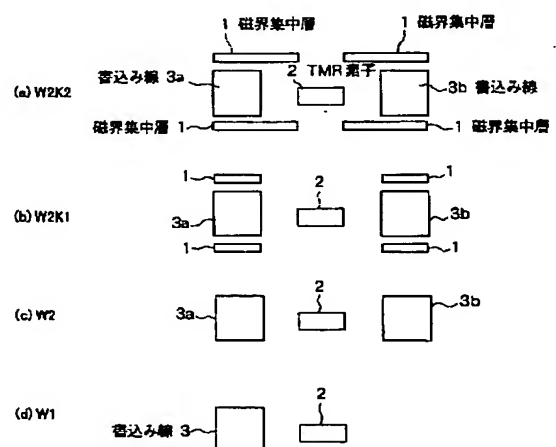 1 磁界集中層 1 磁界集中層
書込み線 3a 2 TMR素子
(a) W2K2 3b 書込み線
磁界集中層 1 1 磁界集中層
1 1
2
(b) W2K1 3a 3b
1 1
2
3a 3b
(c) W2
2
(d) W1
書込み線 3